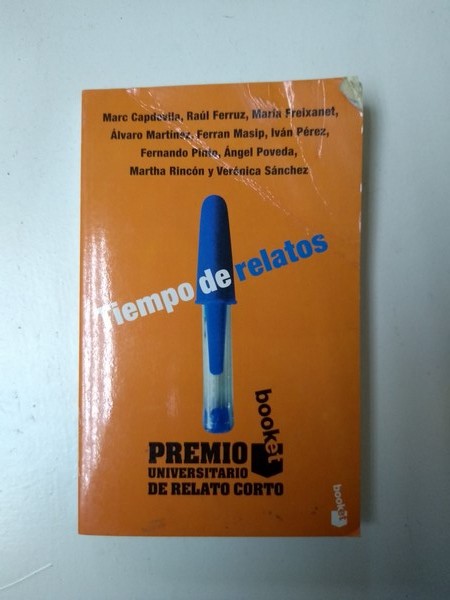 Marc Capdevila, Raúl Ferruz, María Freixanet,
Álvaro Martínez, Ferran Masip, Iván Pérez,
Fernando Pinto, Ángel Poveda,
Martha Rincón y Verónica Sánchez
Tiempo de relatos
booket
PREMIO
UNIVERSITARIO
DE RELATO CORTO
booket